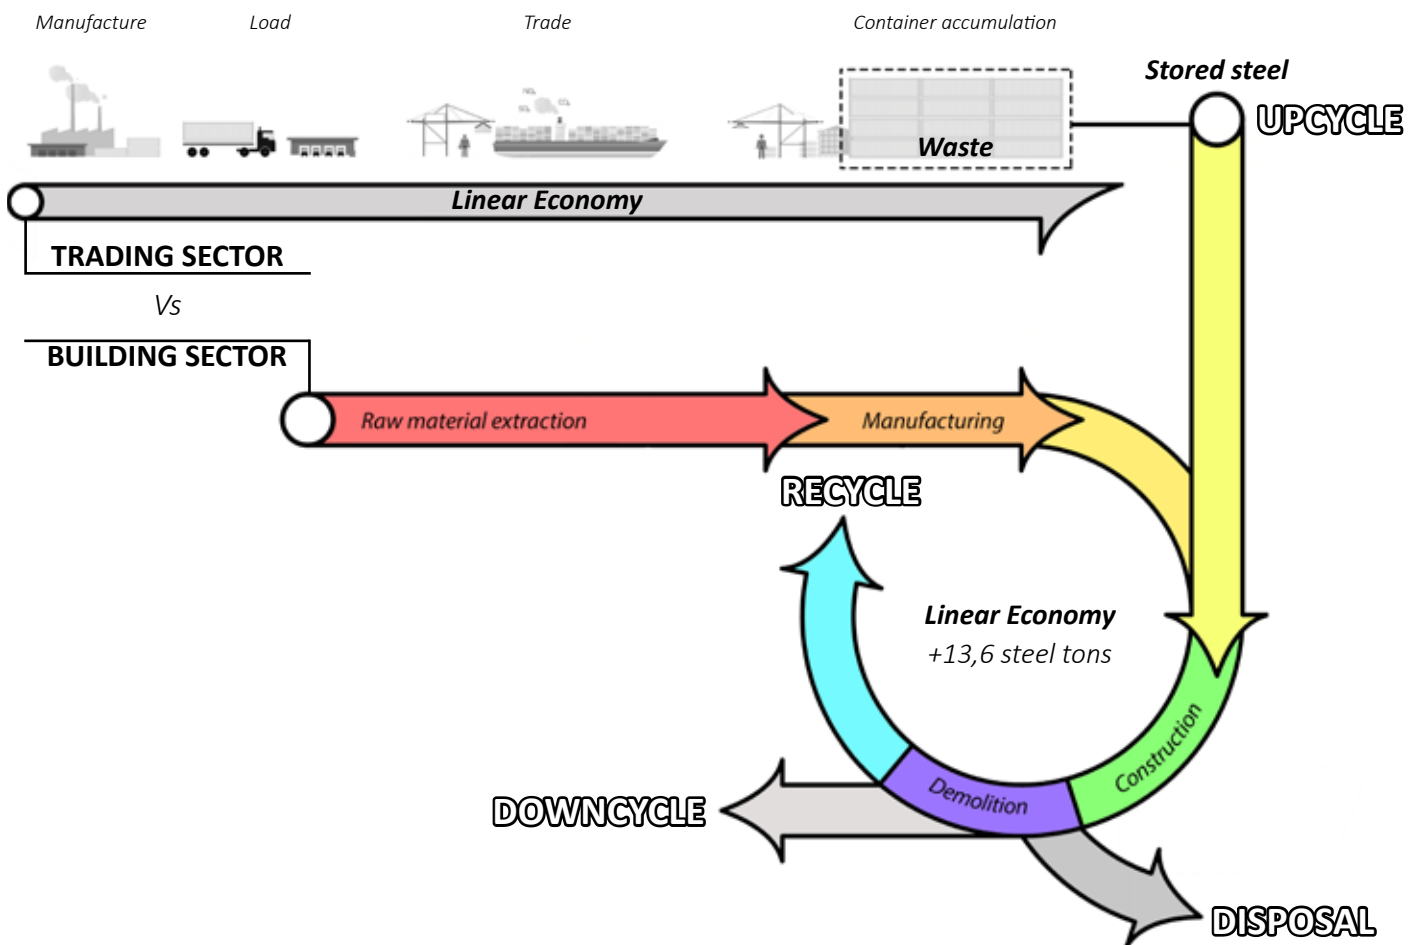 Manufacture
Load
Trade
Container accumulation
Stored steel
UPCYCLE
Waste
Linear Economy
TRADING SECTOR
Vs
BUILDING SECTOR
Raw material extraction
Manufacturing
RECYCLE
Linear Economy
+13,6 steel tons
Construction
Demolition
DOWNCYCLE
DISPOSAL